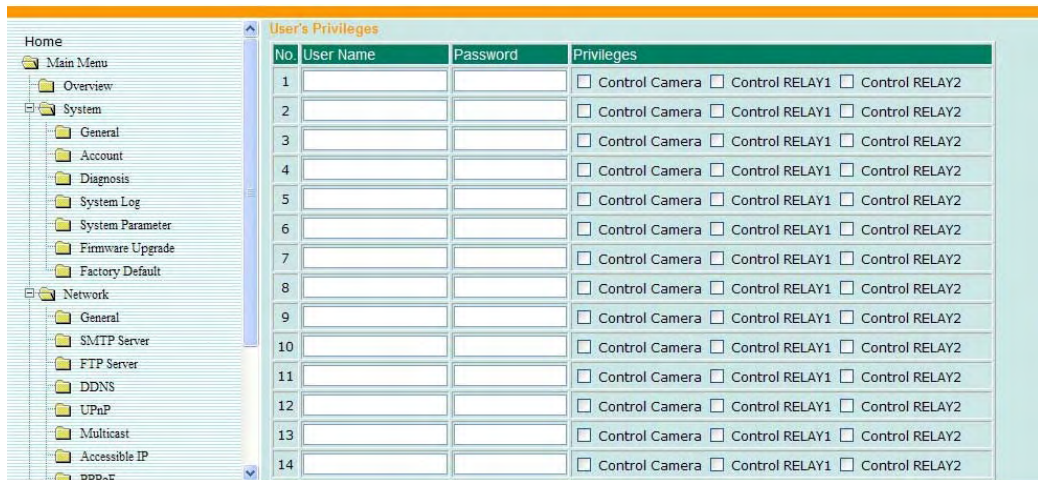 Home
Main Menu
Overview
System
General
Account
Diagnosis
System Log
System Parameter
Firmware Upgrade
Factory Default
Network
General
SMTP Server
FTP Server
DDNS
UPnP
Multicast
Accessible IP
PPPoE
User's Privileges
No. User Name Password Privileges
1 Control Camera Control RELAY1 Control RELAY2
2 Control Camera Control RELAY1 Control RELAY2
3 Control Camera Control RELAY1 Control RELAY2
4 Control Camera Control RELAY1 Control RELAY2
5 Control Camera Control RELAY1 Control RELAY2
6 Control Camera Control RELAY1 Control RELAY2
7 Control Camera Control RELAY1 Control RELAY2
8 Control Camera Control RELAY1 Control RELAY2
9 Control Camera Control RELAY1 Control RELAY2
10 Control Camera Control RELAY1 Control RELAY2
11 Control Camera Control RELAY1 Control RELAY2
12 Control Camera Control RELAY1 Control RELAY2
13 Control Camera Control RELAY1 Control RELAY2
14 Control Camera Control RELAY1 Control RELAY2